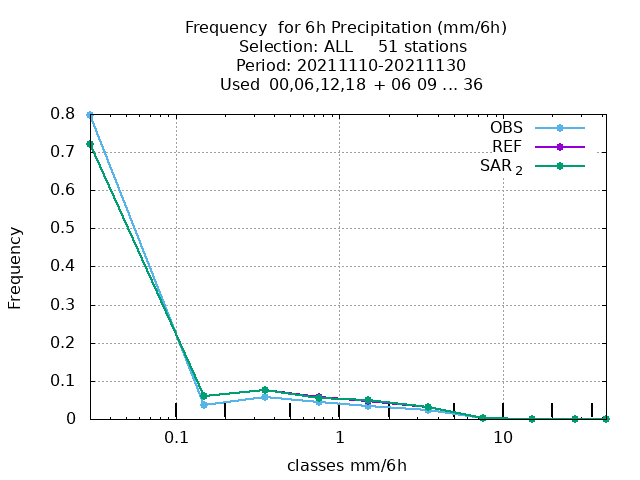 Frequency  for 6h Precipitation (mm/6h)
Selection: ALL     51 stations
Period: 20211110-20211130
Used 00,06,12,18 + 06 09 ... 36
OBS
REF
SAR 2
0.8
0.7
0.6
0.5
0.4
0.3
0.2
0.1
0
Frequency
0.1 1 10
classes mm/6h